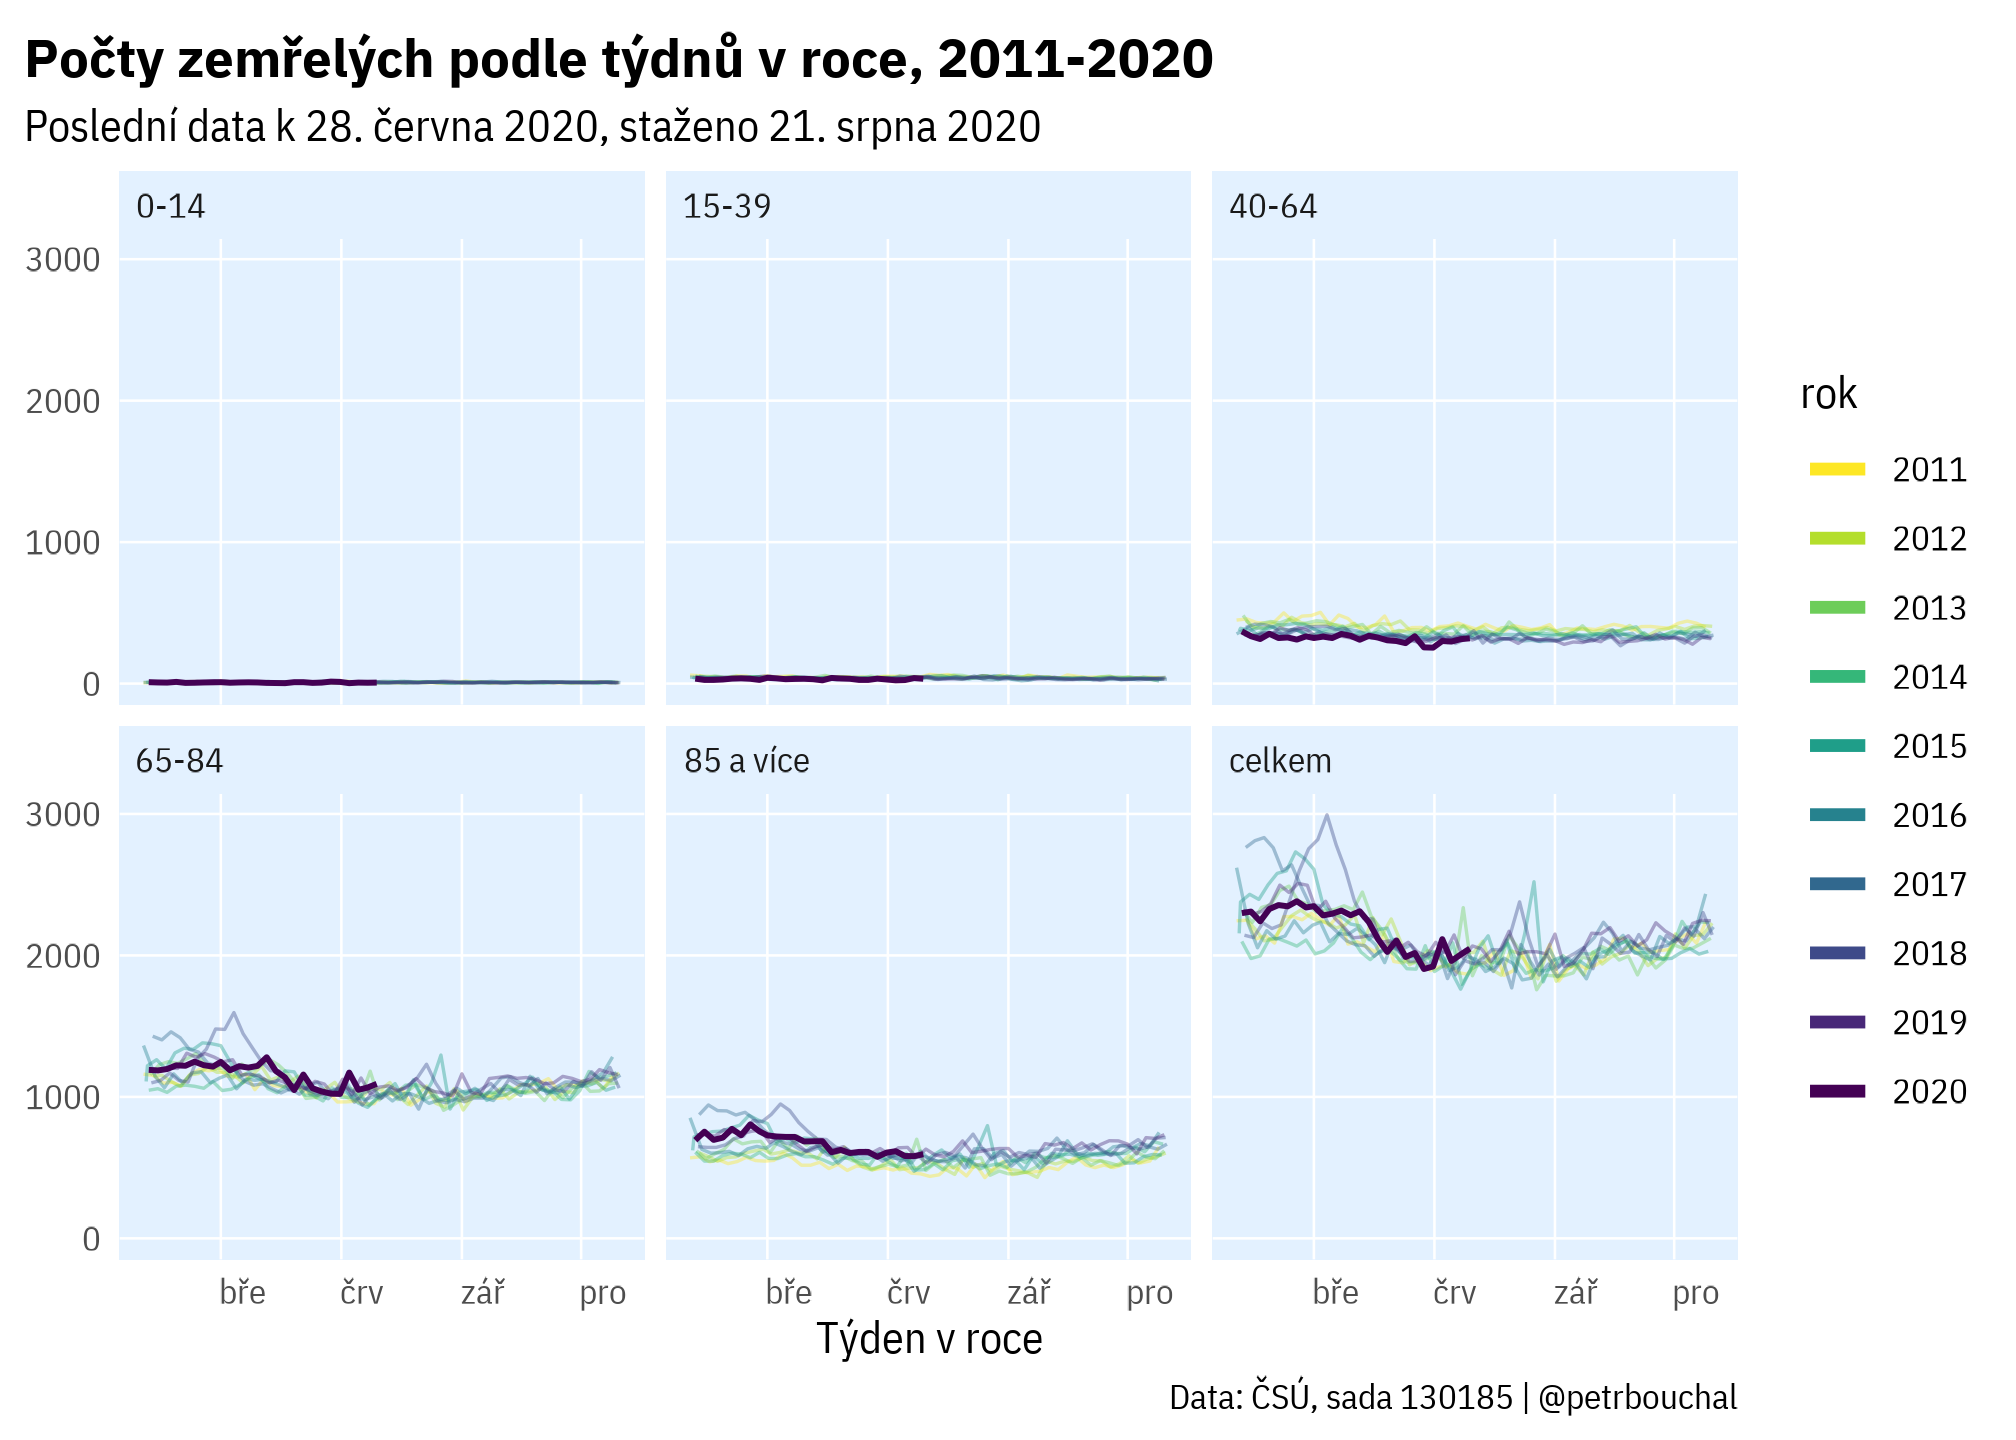 Počty zemřelých podle týdnů v roce, 2011-2020
Poslední data k 28. června 2020, staženo 21. srpna 2020
0-14
15-39
40-64
3000
2000
1000
0
65-84
85 a více
celkem
3000
2000
1000
0
bře
črv
zář
pro
bře
črv
zář
pro
bře
črv
zář
pro
Týden v roce
rok
2011
2012
2013
2014
2015
2016
2017
2018
2019
2020
Data: ČSÚ, sada 130185 | @petrbouchal